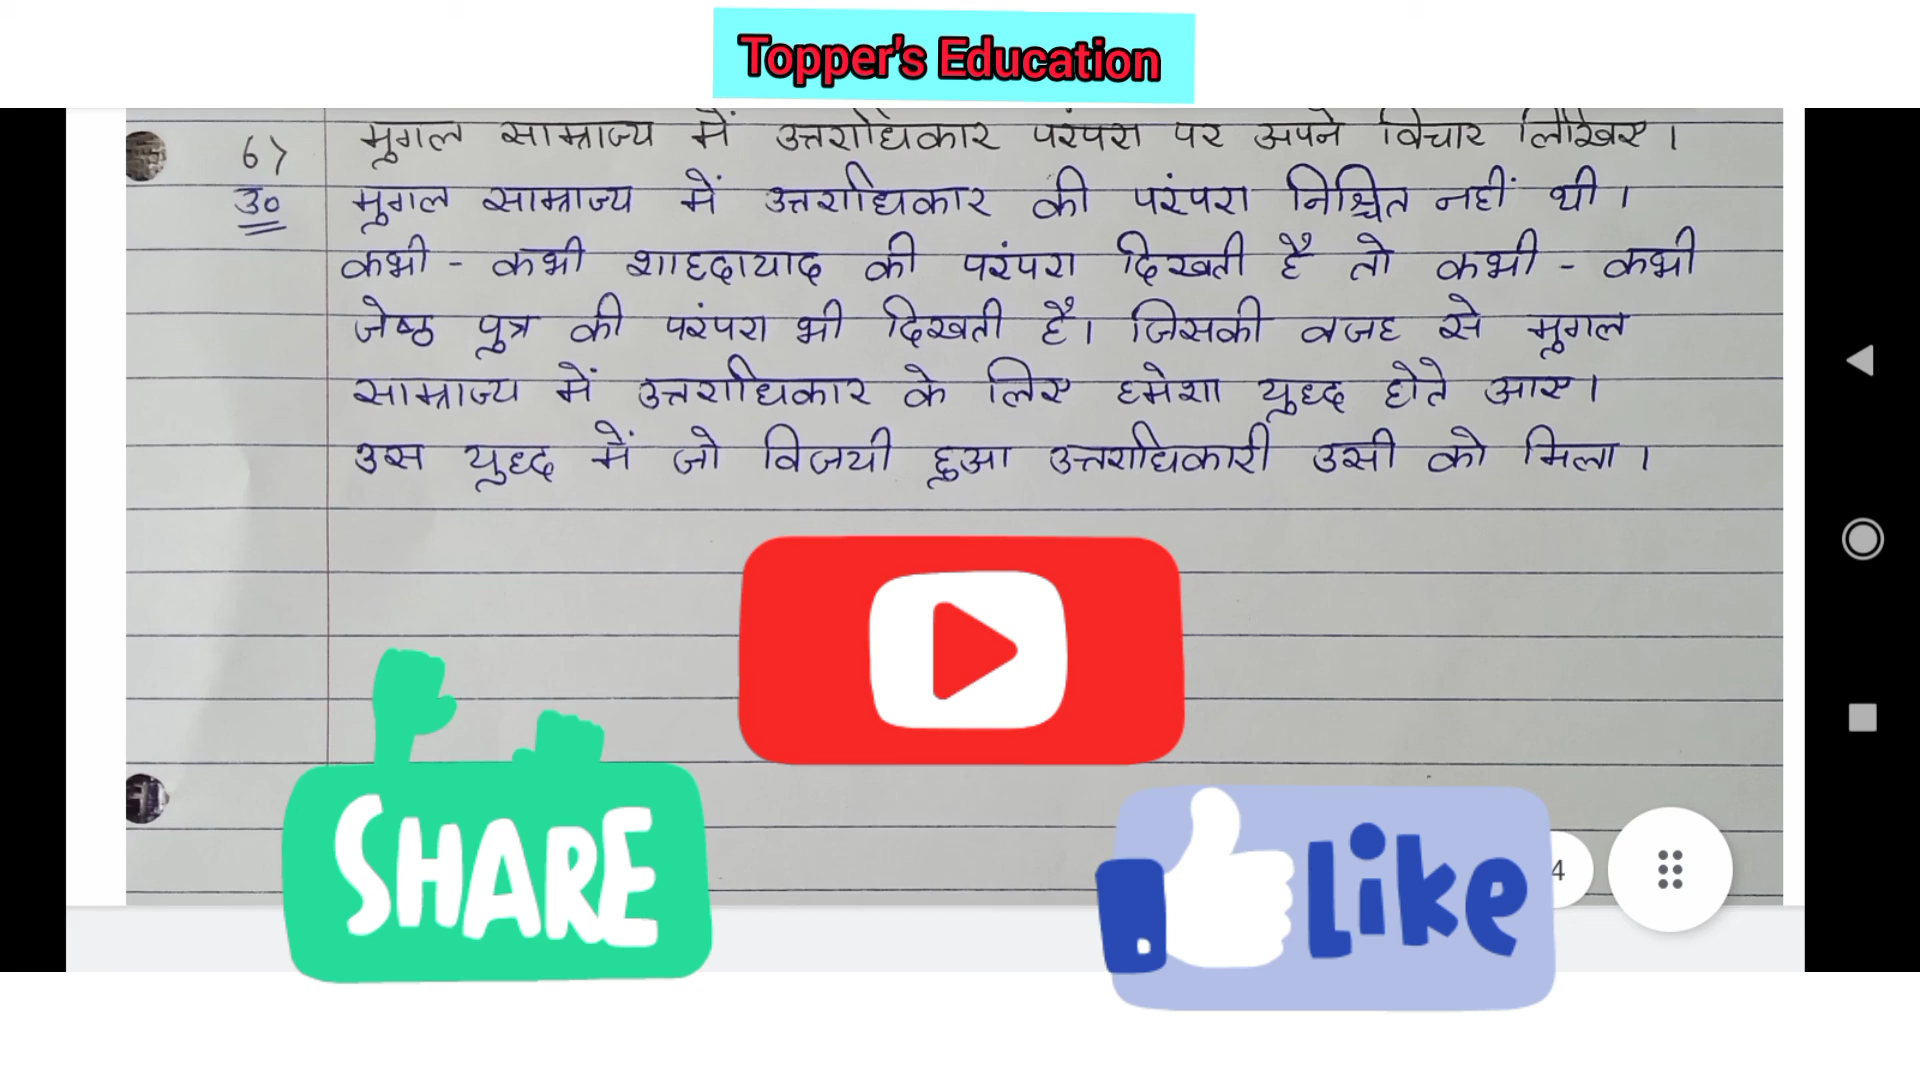 Topper's Education
6) मुगल साम्राज्य में उत्तराधिकार परंपरा पर अपने विचार लिखिए।
उ० मुगल साम्राज्य में उत्तराधिकार की परंपरा निश्चित नहीं थी।
कभी - कभी शाहदायाद की परंपरा दिखती है तो कभी - कभी
जेष्ठ पुत्र की परंपरा भी दिखती है। जिसकी वजह से मुगल
साम्राज्य में उत्तराधिकार के लिए हमेशा युध्द होते आए।
उस युध्द में जो विजयी हुआ उत्तराधिकारी उसी को मिला।
SHARE
Like
4